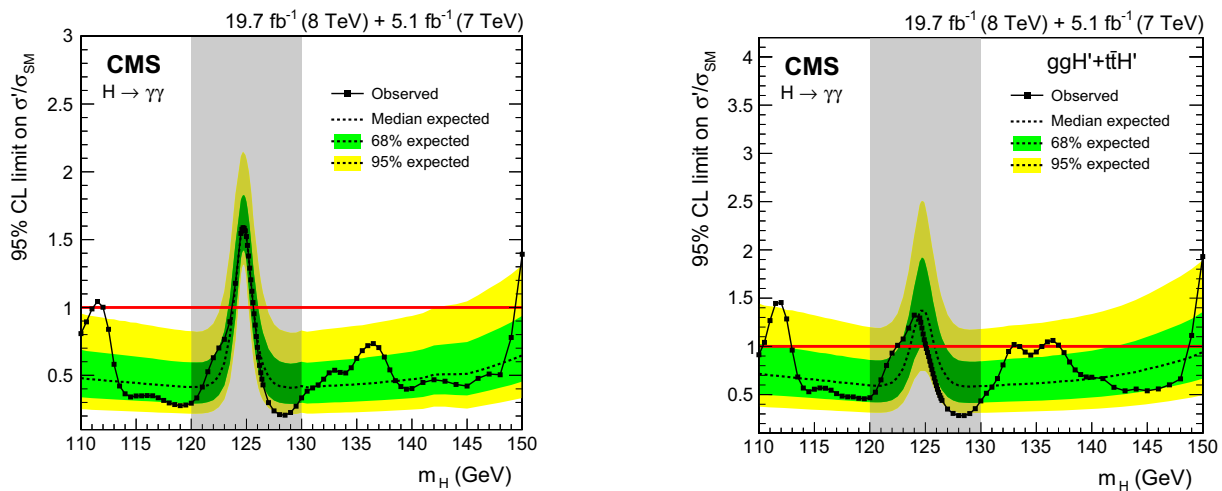 19.7 fb⁻¹ (8 TeV) + 5.1 fb⁻¹ (7 TeV)
95% CL limit on σ'/σSM
3
2.5
2
1.5
1
0.5
CMS
H → γγ
Observed
Median expected
68% expected
95% expected
110 115 120 125 130 135 140 145 150
mH (GeV)
19.7 fb⁻¹ (8 TeV) + 5.1 fb⁻¹ (7 TeV)
95% CL limit on σ'/σSM
4
3.5
3
2.5
2
1.5
1
0.5
CMS
H → γγ
ggH'+tt̄H'
Observed
Median expected
68% expected
95% expected
110 115 120 125 130 135 140 145 150
mH (GeV)